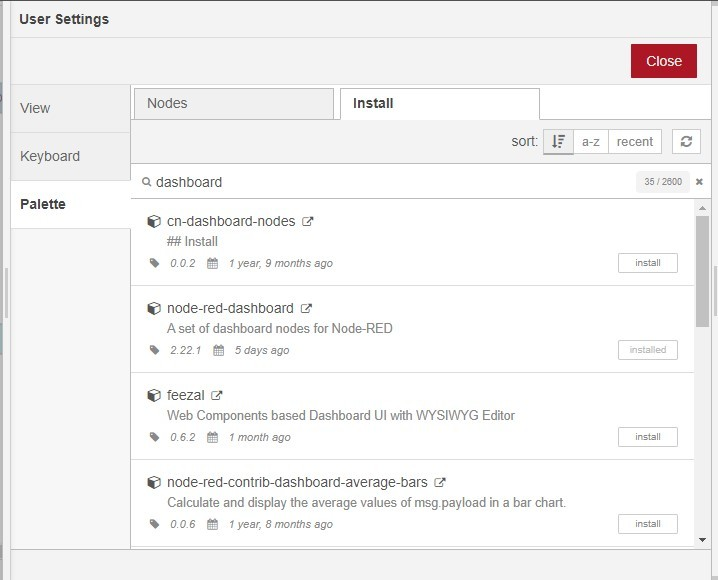 User Settings
Close
View
Keyboard
Palette
Nodes
Install
sort: a-z recent
dashboard 35 / 2600
cn-dashboard-nodes
## Install
0.0.2 1 year, 9 months ago install
node-red-dashboard
A set of dashboard nodes for Node-RED
2.22.1 5 days ago installed
feezal
Web Components based Dashboard UI with WYSIWYG Editor
0.6.2 1 month ago install
node-red-contrib-dashboard-average-bars
Calculate and display the average values of msg.payload in a bar chart.
0.0.6 1 year, 8 months ago install